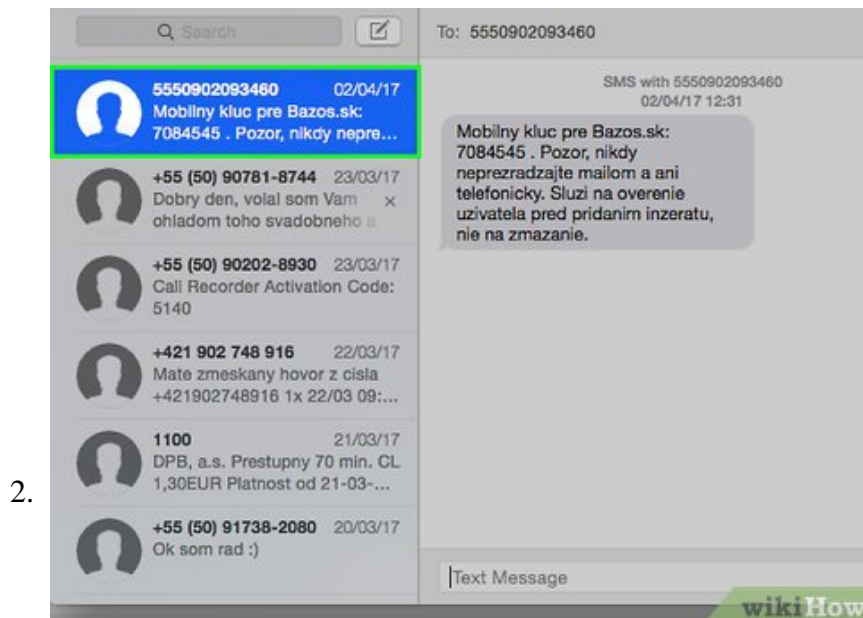 Search
To: 5550902093460
5550902093460 02/04/17
Mobilny kluc pre Bazos.sk:
7084545 . Pozor, nikdy nepre...
+55 (50) 90781-8744 23/03/17
Dobry den, volal som Vam ×
ohladom toho svadobneho a
+55 (50) 90202-8930 23/03/17
Call Recorder Activation Code:
5140
+421 902 748 916 22/03/17
Mate zmeskany hovor z cisla
+421902748916 1x 22/03 09:...
1100 21/03/17
DPB, a.s. Prestupny 70 min. CL
1,30EUR Platnost od 21-03-...
+55 (50) 91738-2080 20/03/17
Ok som rad :)
SMS with 5550902093460
02/04/17 12:31
Mobilny kluc pre Bazos.sk:
7084545 . Pozor, nikdy
neprezradzajte mailom a ani
telefonicky. Sluzi na overenie
uzivatela pred pridanim inzeratu,
nie na zmazanie.
Text Message
2.
wikiHow